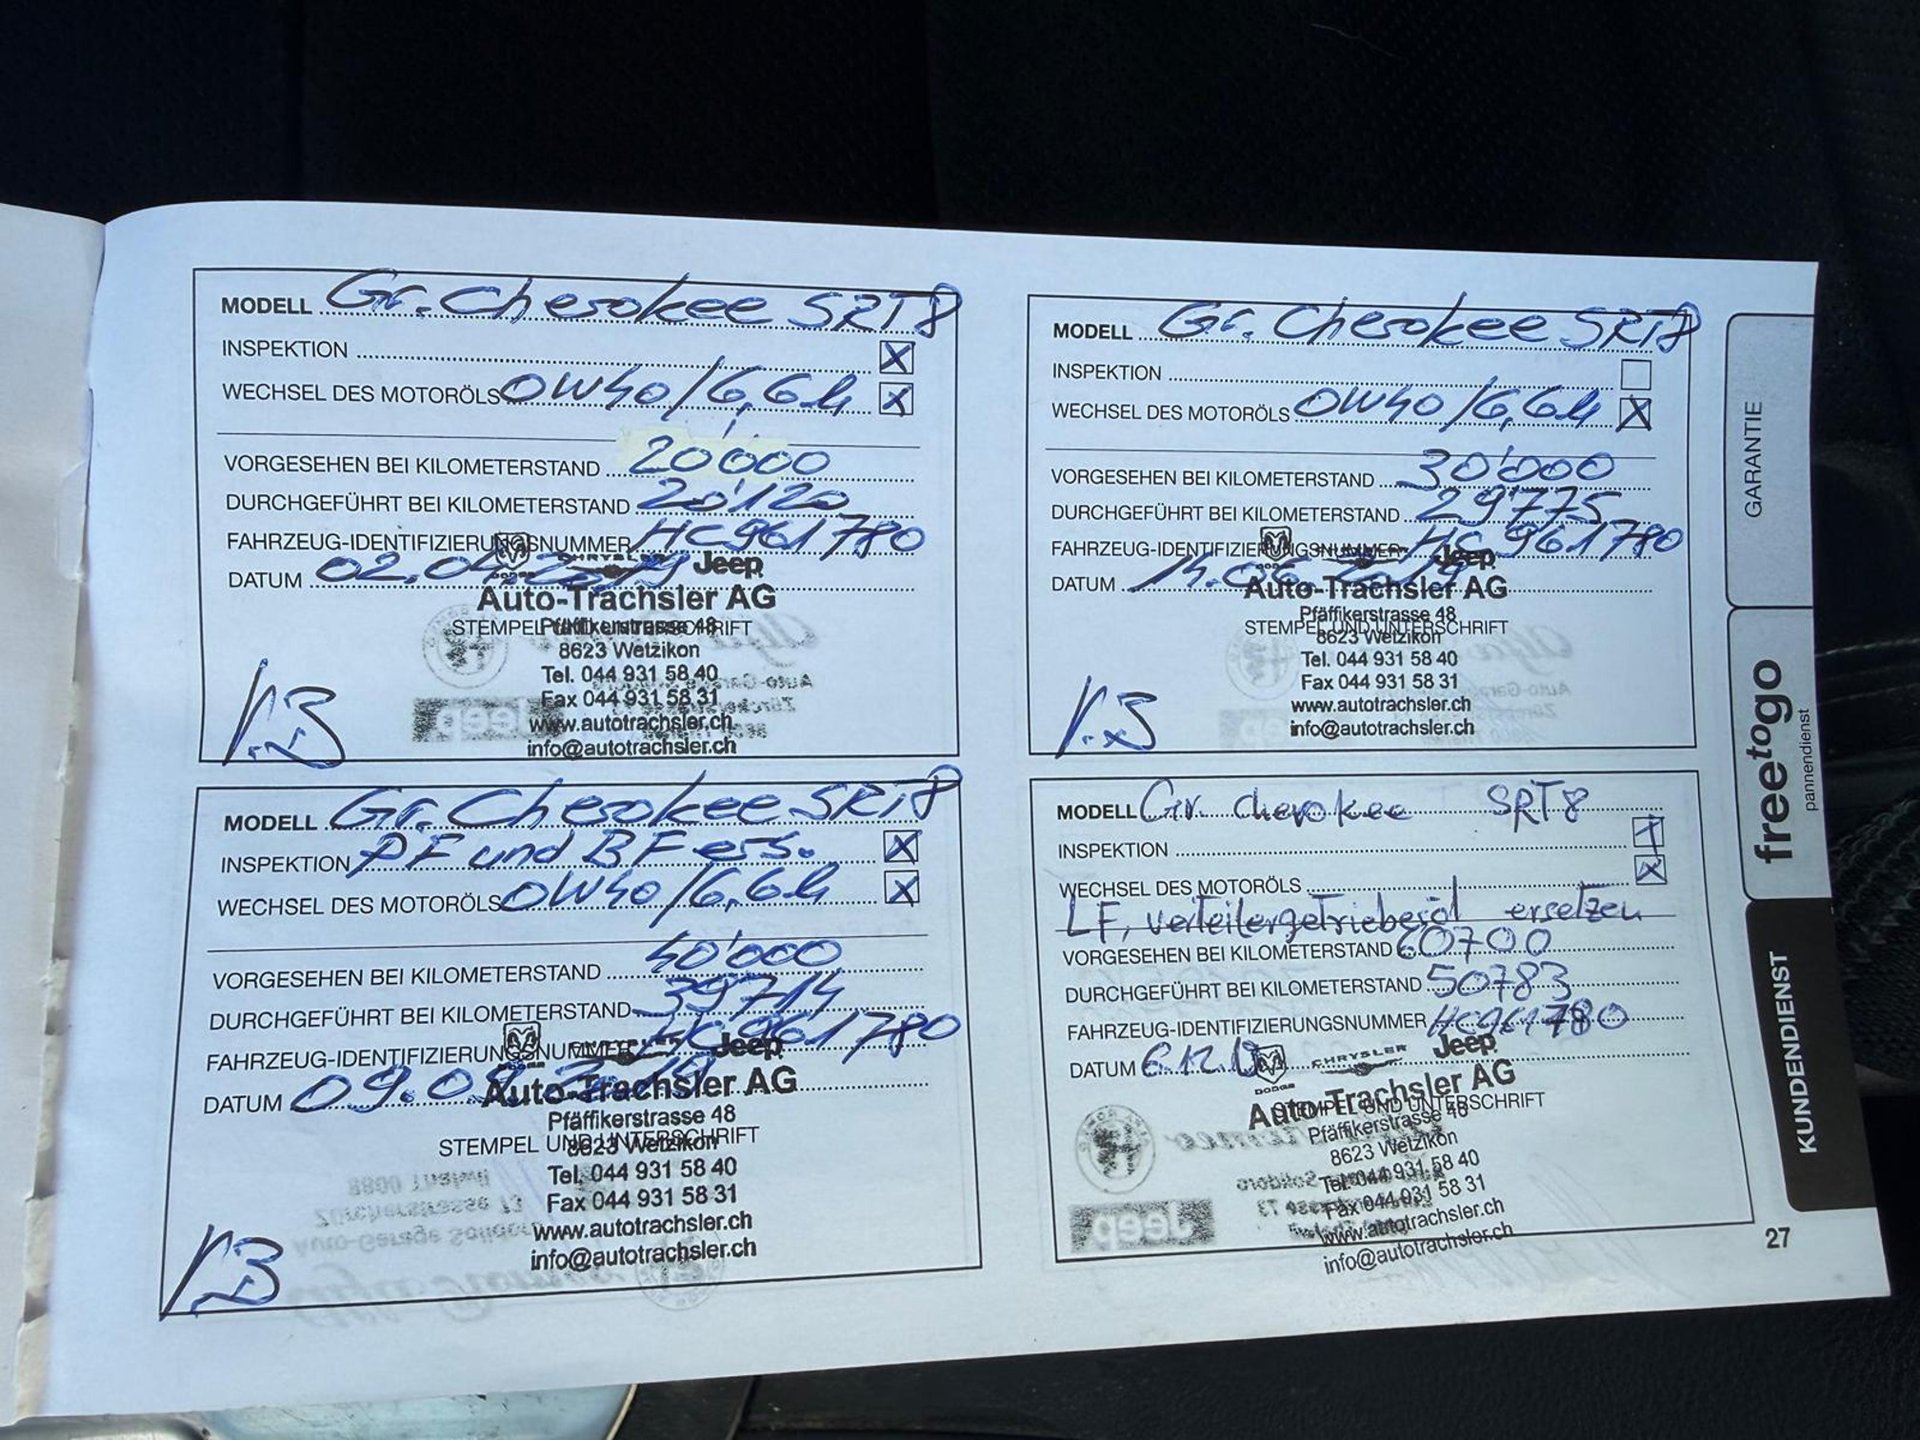 MODELL Gr. Cherokee SRT8
INSPEKTION X
WECHSEL DES MOTORÖLS 0W40/6,6L X
VORGESEHEN BEI KILOMETERSTAND 20'000
DURCHGEFÜHRT BEI KILOMETERSTAND 20'120
FAHRZEUG-IDENTIFIZIERUNGSNUMMER HC961780
DATUM 02.04.
DODGE CHRYSLER Jeep
Auto-Trachsler AG
STEMPEL UND UNTERSCHRIFT
Pfäffikerstrasse 48
8623 Wetzikon
Tel. 044 931 58 40
Fax 044 931 58 31
www.autotrachsler.ch
info@autotrachsler.ch
MODELL Gr. Cherokee SRT8
INSPEKTION
WECHSEL DES MOTORÖLS 0W40/6,6L X
VORGESEHEN BEI KILOMETERSTAND 30'000
DURCHGEFÜHRT BEI KILOMETERSTAND 29'775
FAHRZEUG-IDENTIFIZIERUNGSNUMMER HC961780
DATUM
Jeep
Auto-Trachsler AG
Pfäffikerstrasse 48
STEMPEL UND UNTERSCHRIFT
8623 Wetzikon
Tel. 044 931 58 40
Fax 044 931 58 31
www.autotrachsler.ch
info@autotrachsler.ch
MODELL Gr. Cherokee SRT8
INSPEKTION PF und BF ers. X
WECHSEL DES MOTORÖLS 0W40/6,6L X
VORGESEHEN BEI KILOMETERSTAND 40'000
DURCHGEFÜHRT BEI KILOMETERSTAND 39'714
FAHRZEUG-IDENTIFIZIERUNGSNUMMER HC961780
Jeep
DATUM 09.09.
Auto-Trachsler AG
Pfäffikerstrasse 48
STEMPEL UND UNTERSCHRIFT
8623 Wetzikon
Tel. 044 931 58 40
Fax 044 931 58 31
www.autotrachsler.ch
info@autotrachsler.ch
MODELL Gr. Cherokee SRT8
INSPEKTION X
WECHSEL DES MOTORÖLS X
LF, verteilergetriebeöl ersetzen
VORGESEHEN BEI KILOMETERSTAND 60700
DURCHGEFÜHRT BEI KILOMETERSTAND 50783
FAHRZEUG-IDENTIFIZIERUNGSNUMMER HC961780
DATUM
DODGE CHRYSLER Jeep
Auto-Trachsler AG
STEMPEL UND UNTERSCHRIFT
Pfäffikerstrasse 48
8623 Wetzikon
Tel. 044 931 58 40
Fax 044 931 58 31
www.autotrachsler.ch
info@autotrachsler.ch
GARANTIE
freetogo
pannendienst
KUNDENDIENST
27